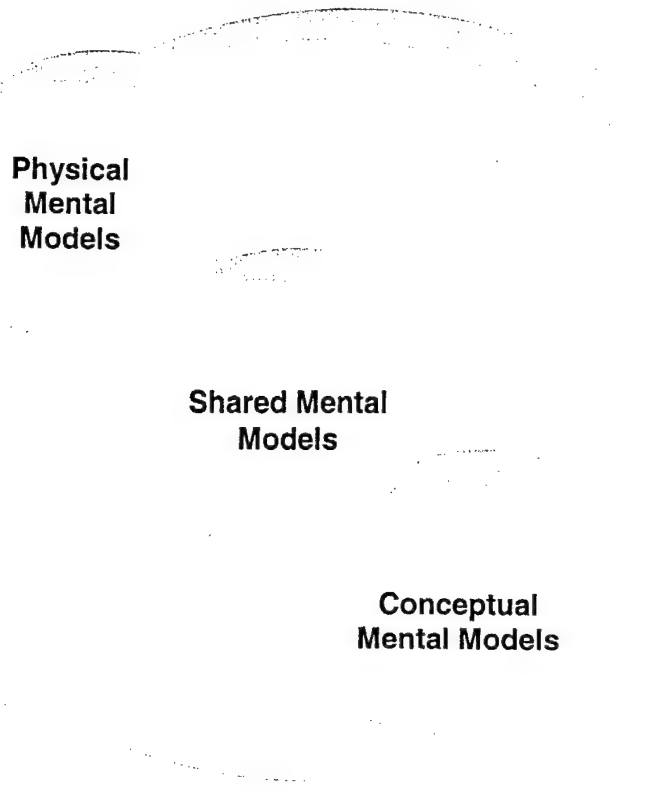 Physical
Mental
Models
Shared Mental
Models
Conceptual
Mental Models